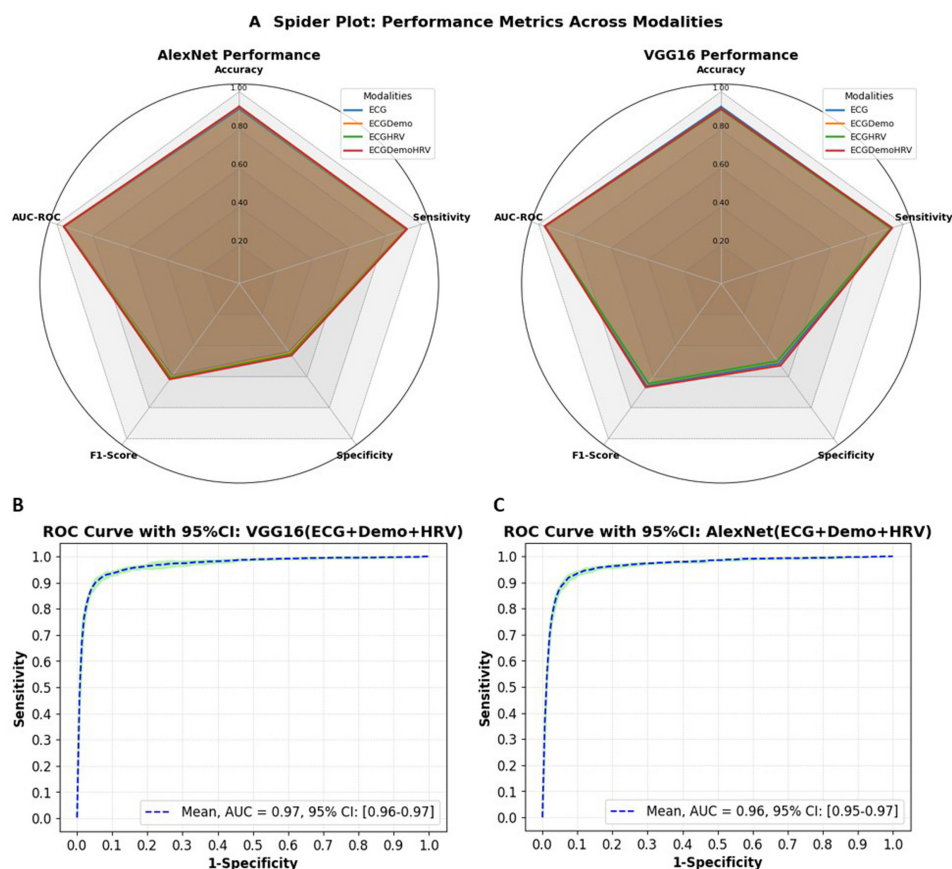 A Spider Plot: Performance Metrics Across Modalities
AlexNet Performance
Accuracy
1.00
0.80
0.60
0.40
0.20
Modalities
ECG
ECGDemo
ECGHRV
ECGDemoHRV
AUC-ROC
Sensitivity
F1-Score
Specificity
VGG16 Performance
Accuracy
1.00
0.80
0.60
0.40
0.20
Modalities
ECG
ECGDemo
ECGHRV
ECGDemoHRV
AUC-ROC
Sensitivity
F1-Score
Specificity
B
ROC Curve with 95%CI: VGG16(ECG+Demo+HRV)
Sensitivity
1.0
0.9
0.8
0.7
0.6
0.5
0.4
0.3
0.2
0.1
0.0
Mean, AUC = 0.97, 95% CI: [0.96-0.97]
0.0 0.1 0.2 0.3 0.4 0.5 0.6 0.7 0.8 0.9 1.0
1-Specificity
C
ROC Curve with 95%CI: AlexNet(ECG+Demo+HRV)
Sensitivity
1.0
0.9
0.8
0.7
0.6
0.5
0.4
0.3
0.2
0.1
0.0
Mean, AUC = 0.96, 95% CI: [0.95-0.97]
0.0 0.1 0.2 0.3 0.4 0.5 0.6 0.7 0.8 0.9 1.0
1-Specificity